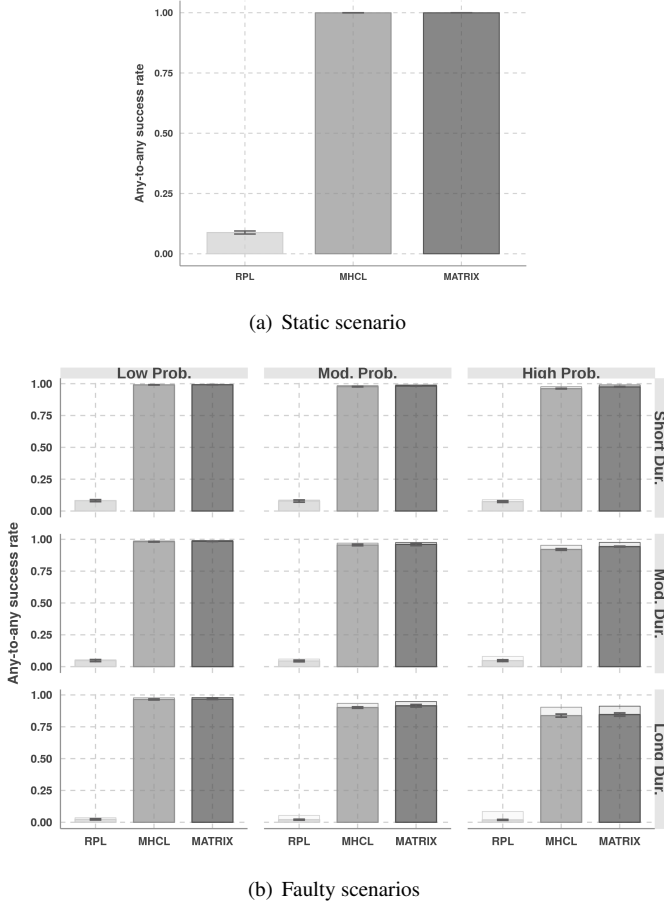 Any-to-any success rate
1.00
0.75
0.50
0.25
0.00
RPL MHCL MATRIX
(a) Static scenario
Low Prob. Mod. Prob. High Prob.
Any-to-any success rate
1.00
0.75
0.50
0.25
0.00
Short Dur.
1.00
0.75
0.50
0.25
0.00
Mod. Dur.
1.00
0.75
0.50
0.25
0.00
Long Dur.
RPL MHCL MATRIX RPL MHCL MATRIX RPL MHCL MATRIX
(b) Faulty scenarios